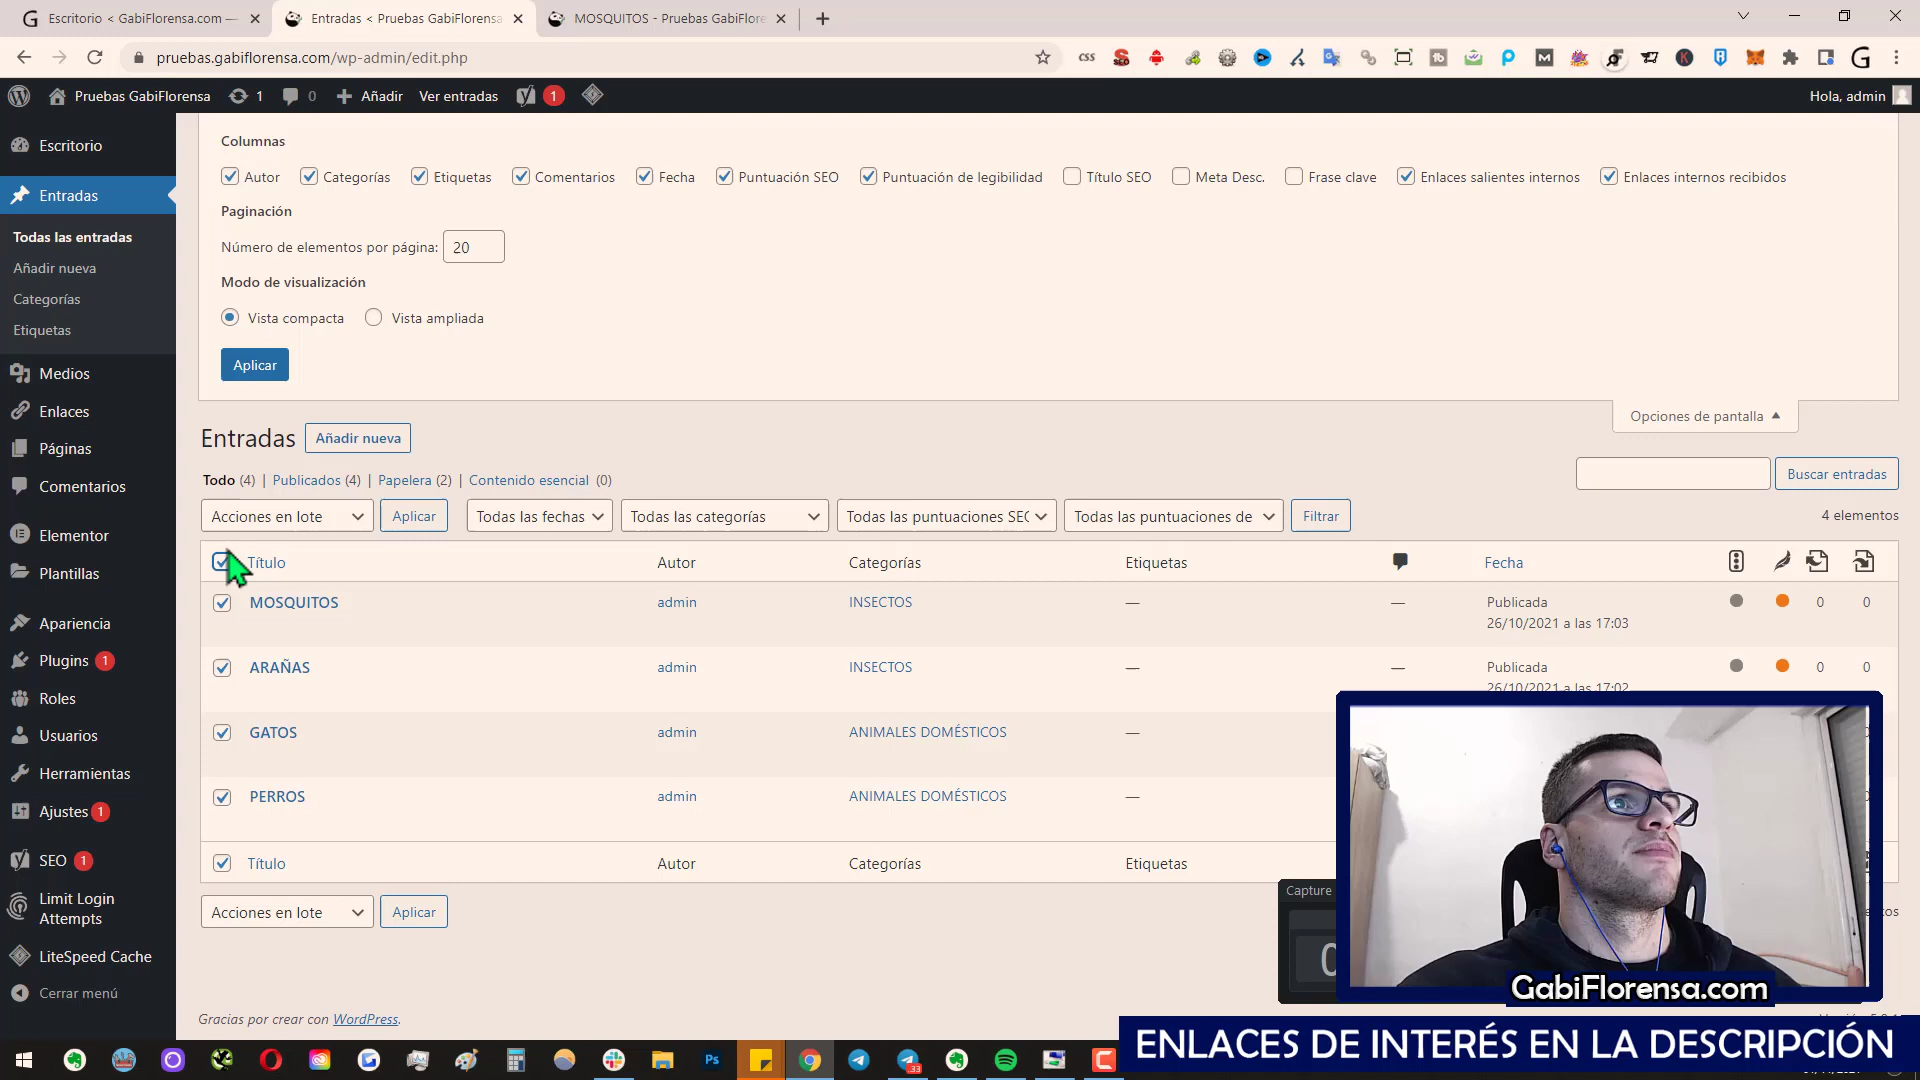 Escritorio < GabiFlorensa.com —
Entradas < Pruebas GabiFlorensa
MOSQUITOS - Pruebas GabiFlore
pruebas.gabiflorensa.com/wp-admin/edit.php
Pruebas GabiFlorensa
1
0
Añadir
Ver entradas
1
Hola, admin
Escritorio
Entradas
Todas las entradas
Añadir nueva
Categorías
Etiquetas
Medios
Enlaces
Páginas
Comentarios
Elementor
Plantillas
Apariencia
Plugins 1
Roles
Usuarios
Herramientas
Ajustes 1
SEO 1
Limit Login
Attempts
LiteSpeed Cache
Cerrar menú
Columnas
Autor Categorías Etiquetas Comentarios Fecha Puntuación SEO Puntuación de legibilidad Título SEO Meta Desc. Frase clave Enlaces salientes internos Enlaces internos recibidos
Paginación
Número de elementos por página: 20
Modo de visualización
Vista compacta Vista ampliada
Aplicar
Opciones de pantalla
Entradas Añadir nueva
Todo (4) | Publicados (4) | Papelera (2) | Contenido esencial (0)
Buscar entradas
Acciones en lote Aplicar Todas las fechas Todas las categorías Todas las puntuaciones SEO Todas las puntuaciones de Filtrar
4 elementos
Título Autor Categorías Etiquetas Fecha
MOSQUITOS admin INSECTOS — — Publicada 0 0
26/10/2021 a las 17:03
ARAÑAS admin INSECTOS — — Publicada 0 0
26/10/2021 a las 17:02
GATOS admin ANIMALES DOMÉSTICOS —
PERROS admin ANIMALES DOMÉSTICOS —
Título Autor Categorías Etiquetas
Acciones en lote Aplicar
Capture
Gracias por crear con WordPress.
GabiFlorensa.com
ENLACES DE INTERÉS EN LA DESCRIPCIÓN